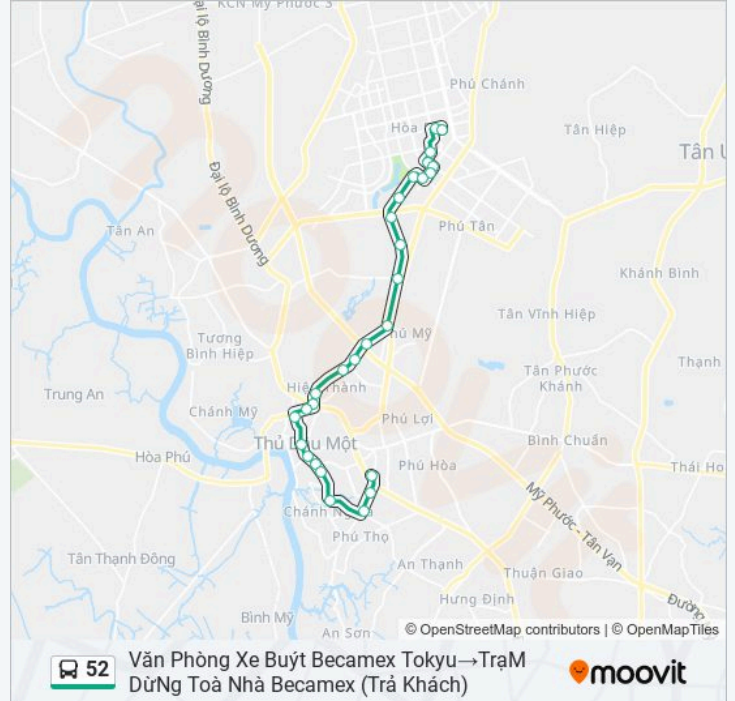 KCN Mỹ Phước 3
Đại lộ Bình Dương
Phú Chánh
Hòa
Tân Hiệp
Tân U
Đại lộ Bình Dương
Tân An
Phú Tân
Khánh Bình
Tân Vĩnh Hiệp
Tương
Bình Hiệp
Phú Mỹ
Thạnh
Tân Phước
Khánh
Trung An
Hiệp Thành
Chánh Mỹ
Phú Lợi
Thủ Dầu Một
Bình Chuẩn
Hòa Phú
Phú Hòa
Thái Ho
Mỹ Phước - Tân Vạn
Chánh Nghĩa
Phú Thọ
Tân Thạnh Đông
An Thạnh
Thuận Giao
Hưng Định
Đường
Bình Mỹ
An Sơn
© OpenStreetMap contributors | © OpenMapTiles
52
Văn Phòng Xe Buýt Becamex Tokyu→TrạM
DừNg Toà Nhà Becamex (Trả Khách)
moovit